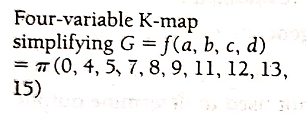 Four-variable K-map
simplifying G = f(a, b, c, d)
= π (0, 4, 5, 7, 8, 9, 11, 12, 13,
15)